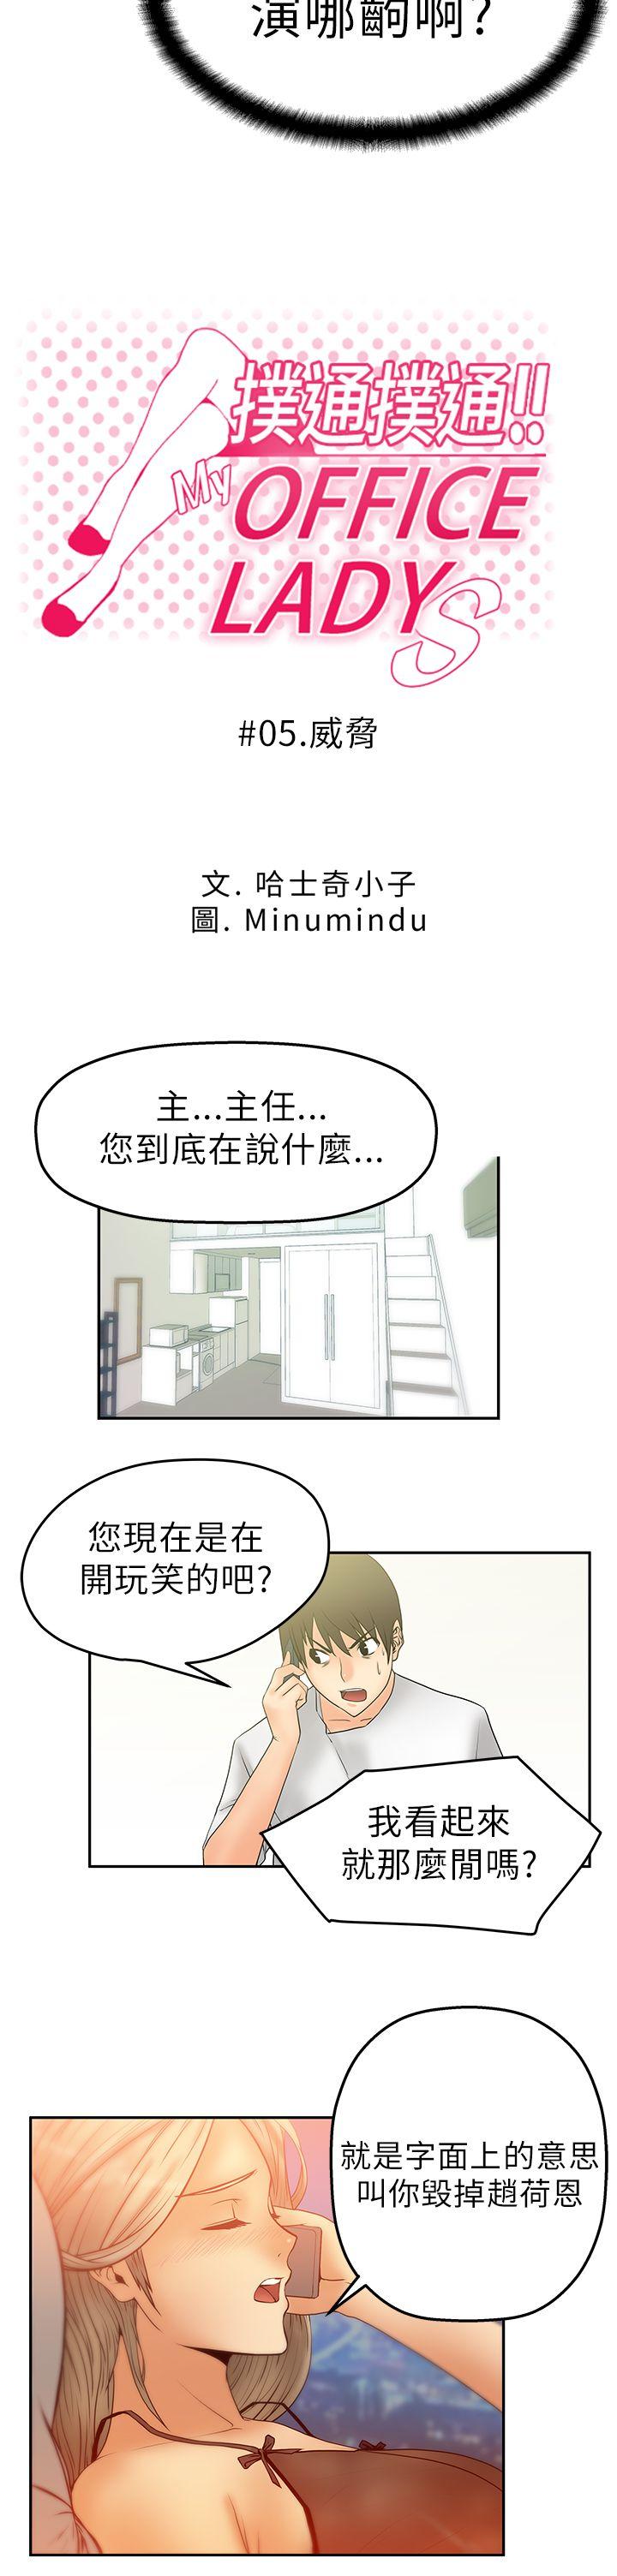 演哪齣啊?
撲通撲通!!
My
OFFICE
LADYS
#05.威脅
文. 哈士奇小子
圖. Minumindu
主...主任...
您到底在說什麼...
您現在是在
開玩笑的吧?
我看起來
就那麼閒嗎?
就是字面上的意思
叫你毀掉趙荷恩